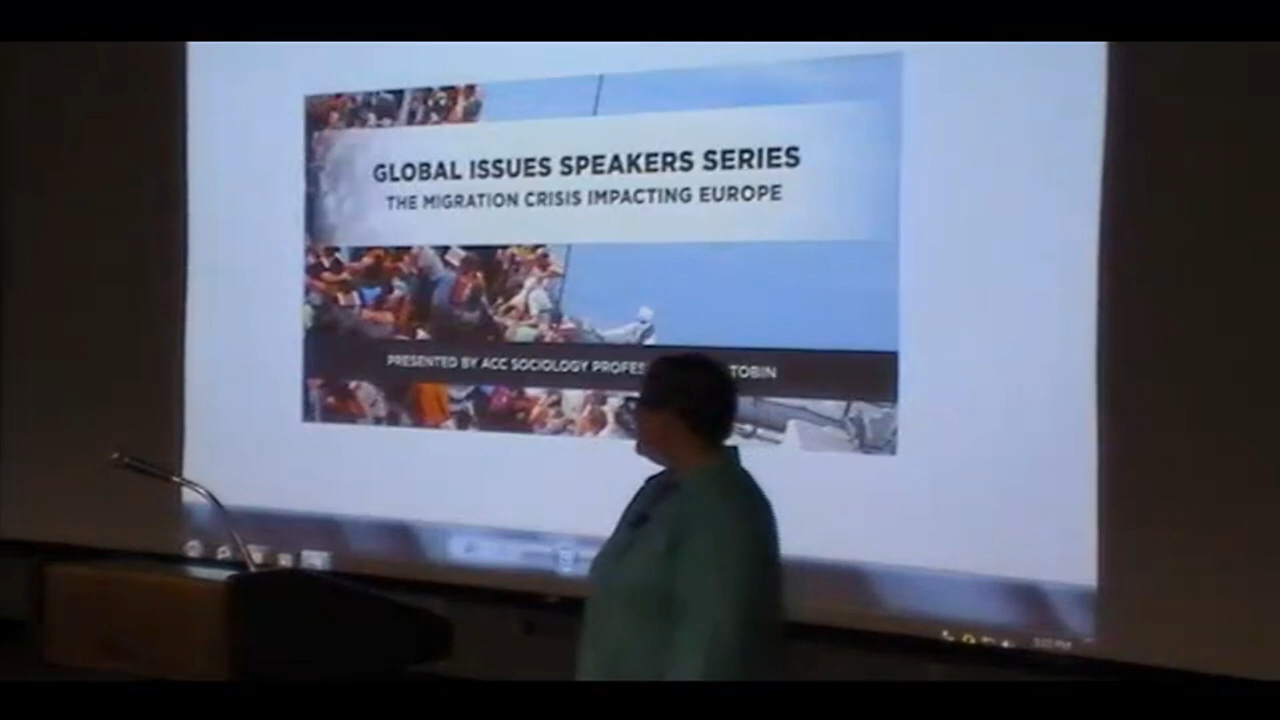 GLOBAL ISSUES SPEAKERS SERIES
THE MIGRATION CRISIS IMPACTING EUROPE
PRESENTED BY ACC SOCIOLOGY PROFES TOBIN